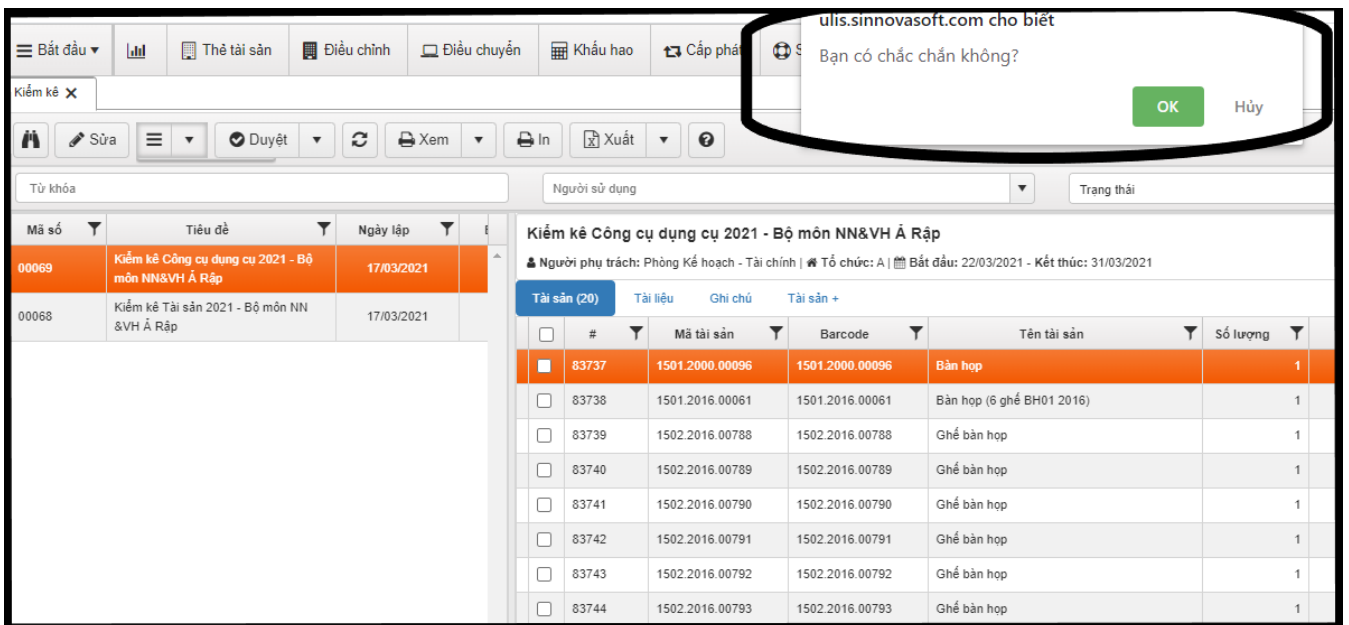 ulis.sinnovasoft.com cho biết
Bạn có chắc chắn không?
OK Hủy
Bắt đầu Thẻ tài sản Điều chỉnh Điều chuyển Khấu hao Cấp phát S
Kiểm kê X
Sửa Duyệt Xem In Xuất
Từ khóa Người sử dụng Trạng thái
Mã số Tiêu đề Ngày lập
00069 Kiểm kê Công cụ dụng cụ 2021 - Bộ môn NN&VH Ả Rập 17/03/2021
00068 Kiểm kê Tài sản 2021 - Bộ môn NN &VH Ả Rập 17/03/2021
Kiểm kê Công cụ dụng cụ 2021 - Bộ môn NN&VH Ả Rập
Người phụ trách: Phòng Kế hoạch - Tài chính | Tổ chức: A | Bắt đầu: 22/03/2021 - Kết thúc: 31/03/2021
Tài sản (20) Tài liệu Ghi chú Tài sản +
# Mã tài sản Barcode Tên tài sản Số lượng
83737 1501.2000.00096 1501.2000.00096 Bàn họp 1
83738 1501.2016.00061 1501.2016.00061 Bàn họp (6 ghế BH01 2016) 1
83739 1502.2016.00788 1502.2016.00788 Ghế bàn họp 1
83740 1502.2016.00789 1502.2016.00789 Ghế bàn họp 1
83741 1502.2016.00790 1502.2016.00790 Ghế bàn họp 1
83742 1502.2016.00791 1502.2016.00791 Ghế bàn họp 1
83743 1502.2016.00792 1502.2016.00792 Ghế bàn họp 1
83744 1502.2016.00793 1502.2016.00793 Ghế bàn họp 1